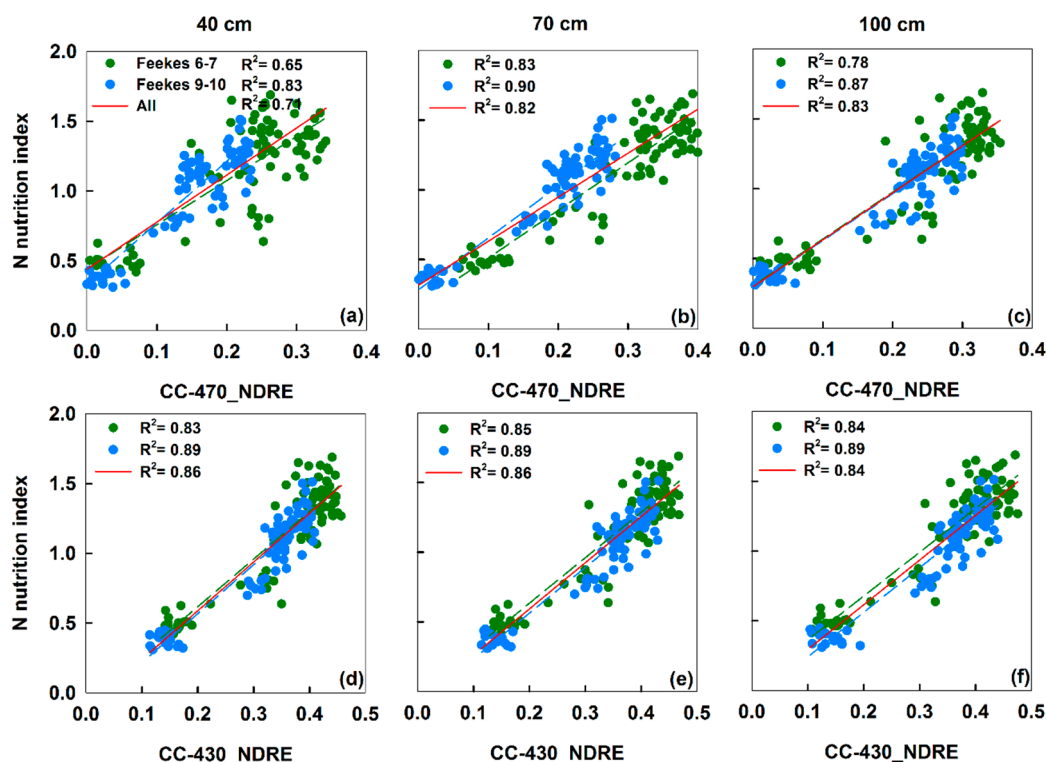 40 cm 70 cm 100 cm
2.0
Feekes 6-7 R²= 0.65 R²= 0.83 R²= 0.78
Feekes 9-10 R²= 0.83 R²= 0.90 R²= 0.87
All R²= 0.71 R²= 0.82 R²= 0.83
1.5
1.0
0.5
0.0
N nutrition index
(a) (b) (c)
0.0 0.1 0.2 0.3 0.4 0.0 0.1 0.2 0.3 0.4 0.0 0.1 0.2 0.3 0.4
CC-470_NDRE CC-470_NDRE CC-470_NDRE
2.0
R²= 0.83 R²= 0.85 R²= 0.84
R²= 0.89 R²= 0.89 R²= 0.89
R²= 0.86 R²= 0.86 R²= 0.84
1.5
1.0
0.5
0.0
N nutrition index
(d) (e) (f)
0.0 0.1 0.2 0.3 0.4 0.5 0.0 0.1 0.2 0.3 0.4 0.5 0.0 0.1 0.2 0.3 0.4 0.5
CC-430_NDRE CC-430_NDRE CC-430_NDRE